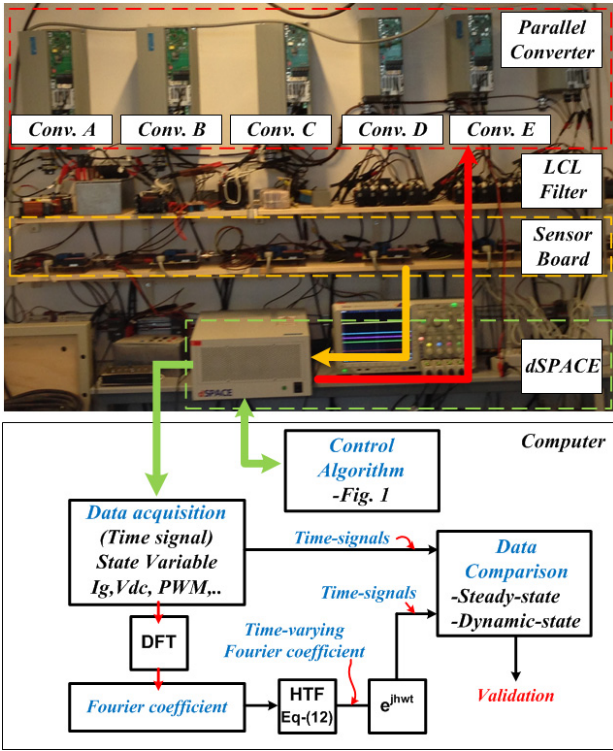 Parallel
Converter
Conv. A
Conv. B
Conv. C
Conv. D
Conv. E
LCL
Filter
Sensor
Board
dSPACE
dSPACE
Computer
Control
Algorithm
-Fig. 1
Data acquisition
(Time signal)
State Variable
Ig,Vdc, PWM,..
Time-signals
Data
Comparison
-Steady-state
-Dynamic-state
Time-signals
DFT
Time-varying
Fourier coefficient
Fourier coefficient
HTF
Eq-(12)
e^jhwt
Validation